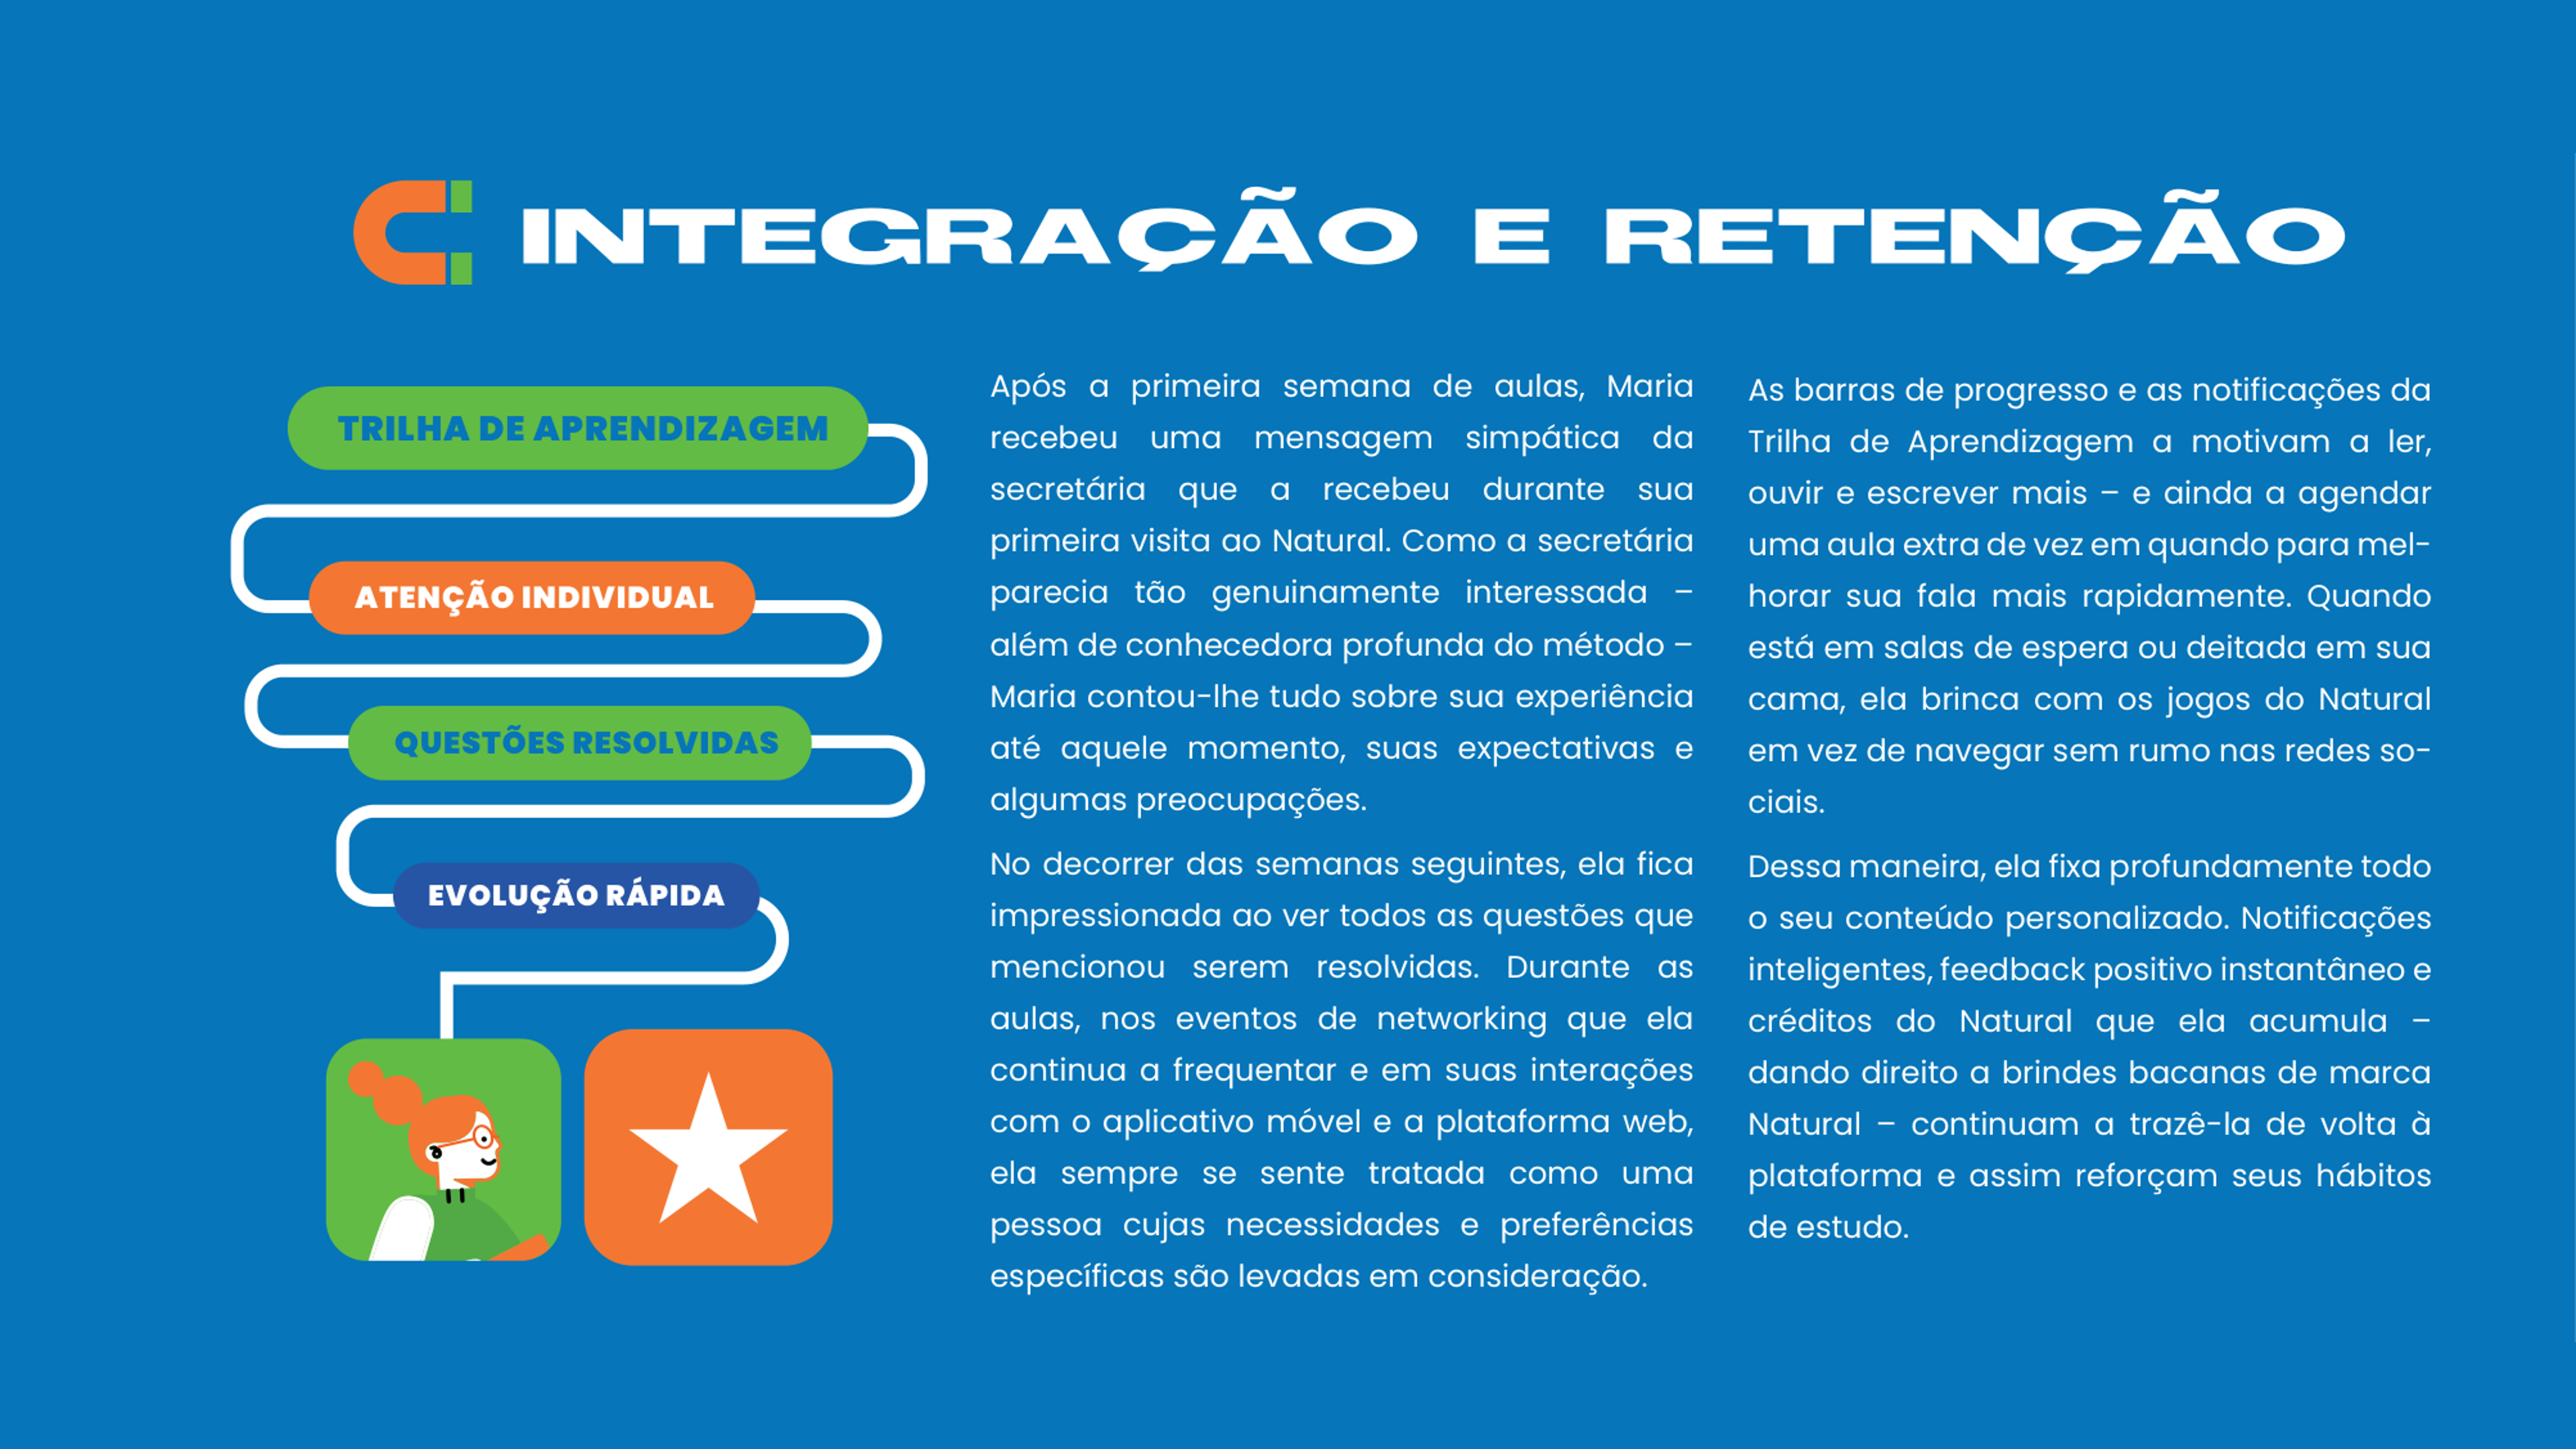 INTEGRAÇÃO E RETENÇÃO
TRILHA DE APRENDIZAGEM
ATENÇÃO INDIVIDUAL
QUESTÕES RESOLVIDAS
EVOLUÇÃO RÁPIDA
Após a primeira semana de aulas, Maria
recebeu uma mensagem simpática da
secretária que a recebeu durante sua
primeira visita ao Natural. Como a secretária
parecia tão genuinamente interessada –
além de conhecedora profunda do método –
Maria contou-lhe tudo sobre sua experiência
até aquele momento, suas expectativas e
algumas preocupações.
No decorrer das semanas seguintes, ela fica
impressionada ao ver todos as questões que
mencionou serem resolvidas. Durante as
aulas, nos eventos de networking que ela
continua a frequentar e em suas interações
com o aplicativo móvel e a plataforma web,
ela sempre se sente tratada como uma
pessoa cujas necessidades e preferências
específicas são levadas em consideração.
As barras de progresso e as notificações da
Trilha de Aprendizagem a motivam a ler,
ouvir e escrever mais – e ainda a agendar
uma aula extra de vez em quando para mel-
horar sua fala mais rapidamente. Quando
está em salas de espera ou deitada em sua
cama, ela brinca com os jogos do Natural
em vez de navegar sem rumo nas redes so-
ciais.
Dessa maneira, ela fixa profundamente todo
o seu conteúdo personalizado. Notificações
inteligentes, feedback positivo instantâneo e
créditos do Natural que ela acumula –
dando direito a brindes bacanas de marca
Natural – continuam a trazê-la de volta à
plataforma e assim reforçam seus hábitos
de estudo.